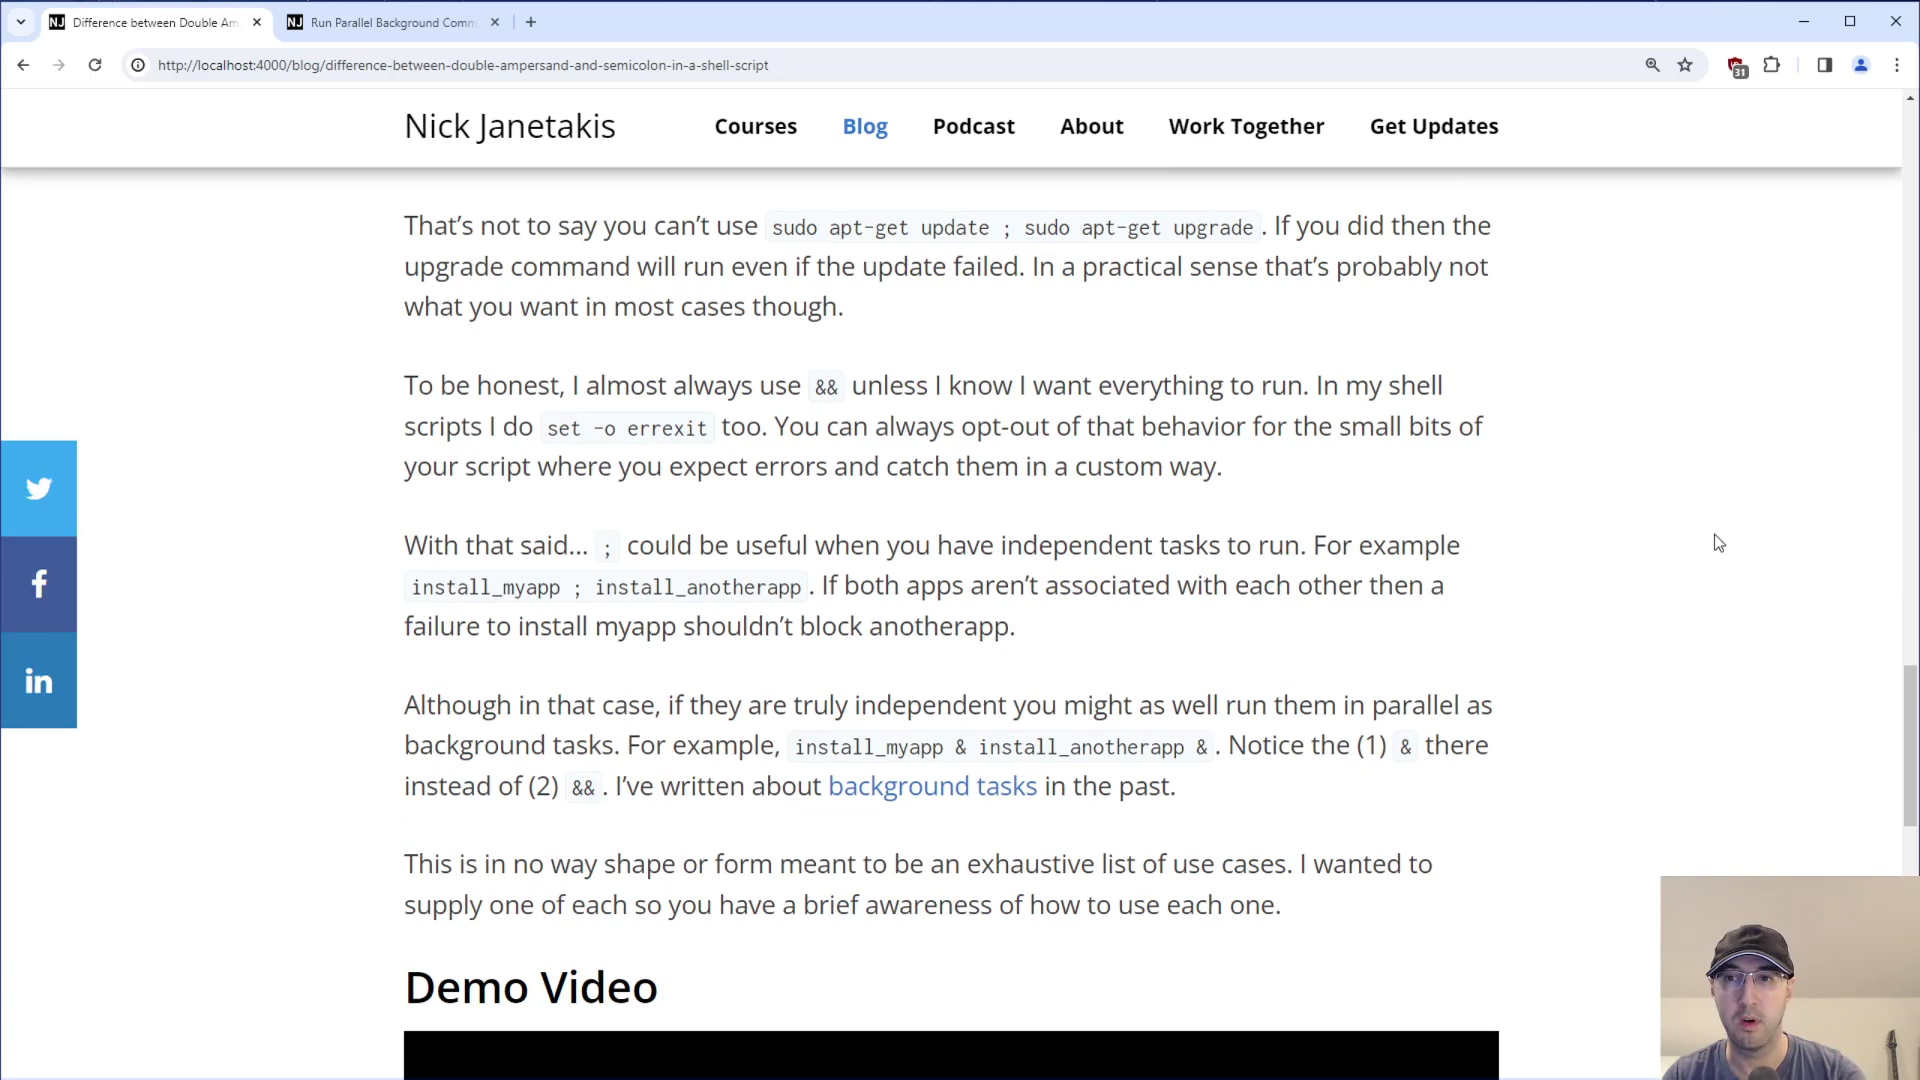 NJ Difference between Double Am
NJ Run Parallel Background Comm
http://localhost:4000/blog/difference-between-double-ampersand-and-semicolon-in-a-shell-script
31
Nick Janetakis
Courses
Blog
Podcast
About
Work Together
Get Updates
That’s not to say you can’t use sudo apt-get update ; sudo apt-get upgrade. If you did then the
upgrade command will run even if the update failed. In a practical sense that’s probably not
what you want in most cases though.
To be honest, I almost always use && unless I know I want everything to run. In my shell
scripts I do set -o errexit too. You can always opt-out of that behavior for the small bits of
your script where you expect errors and catch them in a custom way.
With that said… ; could be useful when you have independent tasks to run. For example
install_myapp ; install_anotherapp. If both apps aren’t associated with each other then a
failure to install myapp shouldn’t block anotherapp.
Although in that case, if they are truly independent you might as well run them in parallel as
background tasks. For example, install_myapp & install_anotherapp &. Notice the (1) & there
instead of (2) &&. I’ve written about background tasks in the past.
This is in no way shape or form meant to be an exhaustive list of use cases. I wanted to
supply one of each so you have a brief awareness of how to use each one.
Demo Video